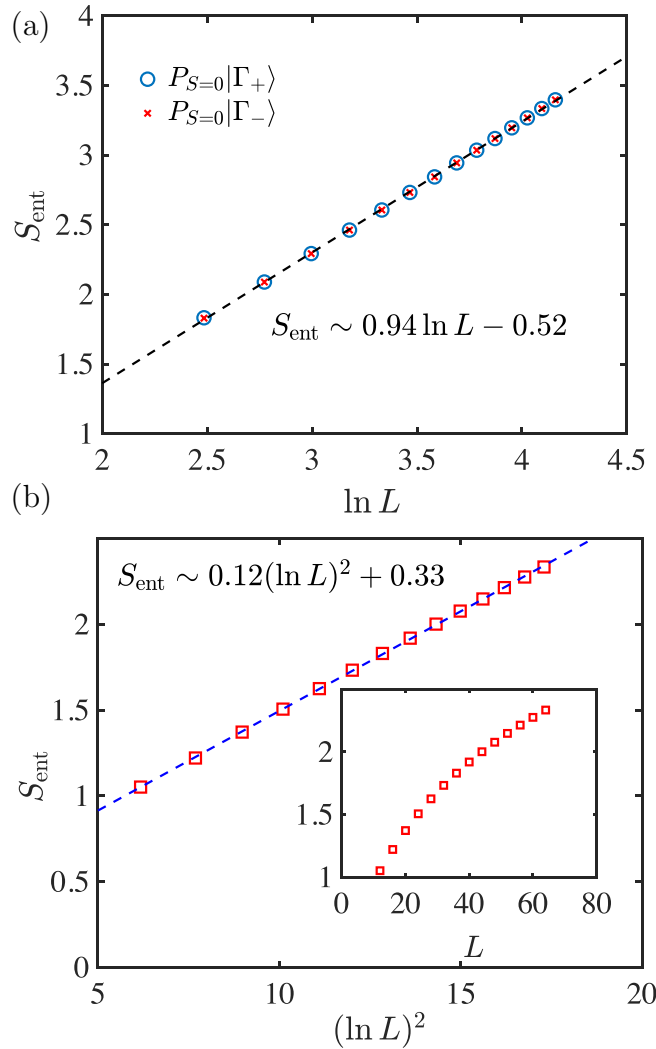 (a)
4
3.5
3
2.5
2
1.5
1
S_ent
P_{S=0}|Γ_+⟩
P_{S=0}|Γ_−⟩
S_ent ∼ 0.94 ln L − 0.52
2 2.5 3 3.5 4 4.5
ln L
(b)
S_ent ∼ 0.12(ln L)² + 0.33
2
1.5
1
0.5
0
S_ent
2
1.5
1
0 20 40 60 80
L
5 10 15 20
(ln L)²